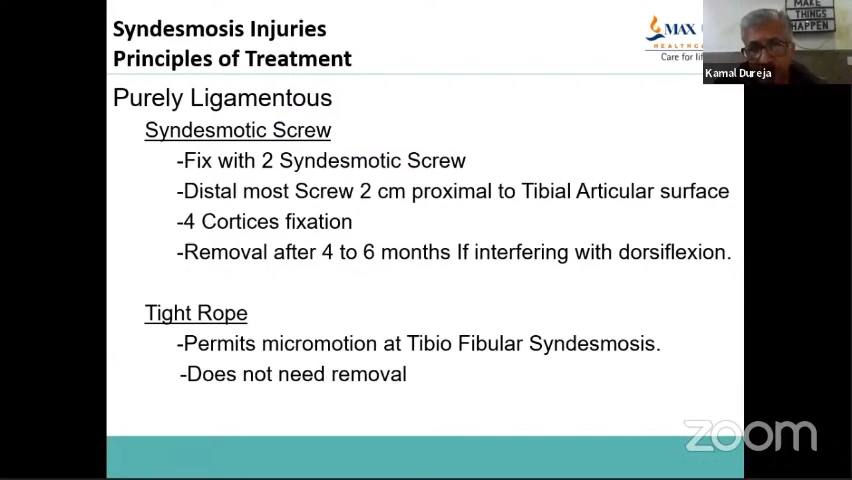 Syndesmosis Injuries
Principles of Treatment
MAX
HEALTHCA
Care for lif
MAKE
THINGS
HAPPEN
Kamal Dureja
Purely Ligamentous
Syndesmotic Screw
-Fix with 2 Syndesmotic Screw
-Distal most Screw 2 cm proximal to Tibial Articular surface
-4 Cortices fixation
-Removal after 4 to 6 months If interfering with dorsiflexion.
Tight Rope
-Permits micromotion at Tibio Fibular Syndesmosis.
-Does not need removal
zoom